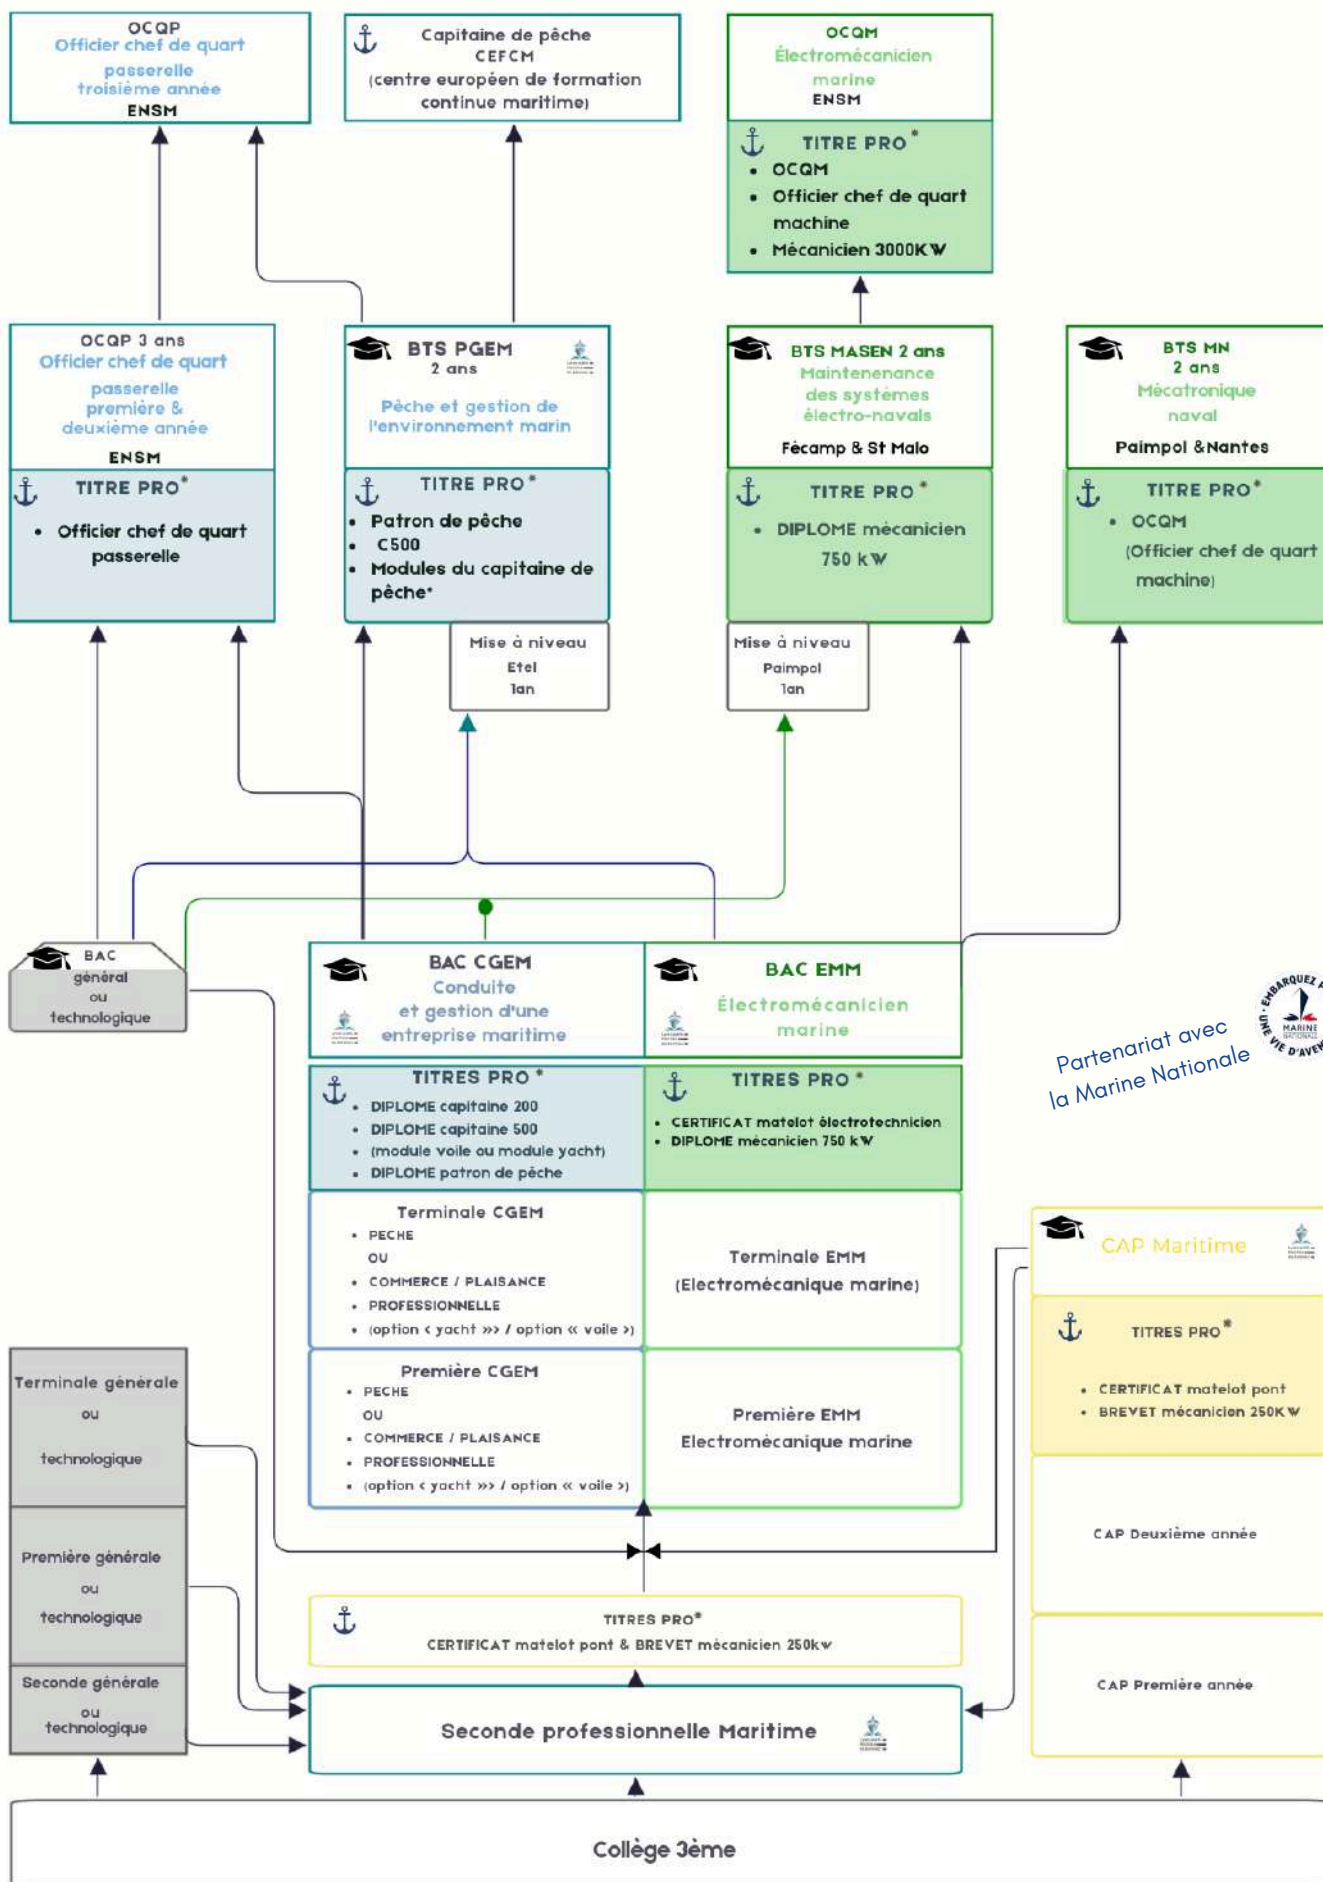 OCQP
Officier chef de quart
passerelle
troisième année
ENSM
Capitaine de pêche
CEFCM
(centre européen de formation
continue maritime)
OCQM
Électromécanicien
marine
ENSM
TITRE PRO*
• OCQM
• Officier chef de quart
machine
• Mécanicien 3000KW
OCQP 3 ans
Officier chef de quart
passerelle
première &
deuxième année
ENSM
TITRE PRO*
• Officier chef de quart
passerelle
BTS PGEM
2 ans
Pêche et gestion de
l'environnement marin
TITRE PRO*
• Patron de pêche
• C500
• Modules du capitaine de
pêche*
Mise à niveau
Etel
1an
BTS MASEN 2 ans
Maintenenance
des systèmes
électro-navals
Fécamp & St Malo
TITRE PRO*
• DIPLOME mécanicien
750 kW
Mise à niveau
Paimpol
1an
BTS MN
2 ans
Mécatronique
naval
Paimpol &Nantes
TITRE PRO*
• OCQM
(Officier chef de quart
machine)
BAC
général
ou
technologique
BAC CGEM
Conduite
et gestion d'une
entreprise maritime
BAC EMM
Électromécanicien
marine
Partenariat avec
la Marine Nationale
MARINE
NATIONALE
TITRES PRO*
• DIPLOME capitaine 200
• DIPLOME capitaine 500
• (module voile ou module yacht)
• DIPLOME patron de pêche
TITRES PRO*
• CERTIFICAT matelot électrotechnicien
• DIPLOME mécanicien 750 kW
Terminale CGEM
• PECHE
OU
• COMMERCE / PLAISANCE
• PROFESSIONNELLE
• (option < yacht »> / option « voile >)
Terminale EMM
(Electromécanique marine)
Première CGEM
• PECHE
OU
• COMMERCE / PLAISANCE
• PROFESSIONNELLE
• (option < yacht »> / option « voile >)
Première EMM
Electromécanique marine
CAP Maritime
TITRES PRO*
• CERTIFICAT matelot pont
• BREVET mécanicien 250KW
CAP Deuxième année
CAP Première année
Terminale générale
ou
technologique
Première générale
ou
technologique
Seconde générale
ou
technologique
TITRES PRO*
CERTIFICAT matelot pont & BREVET mécanicien 250kw
Seconde professionnelle Maritime
Collège 3ème